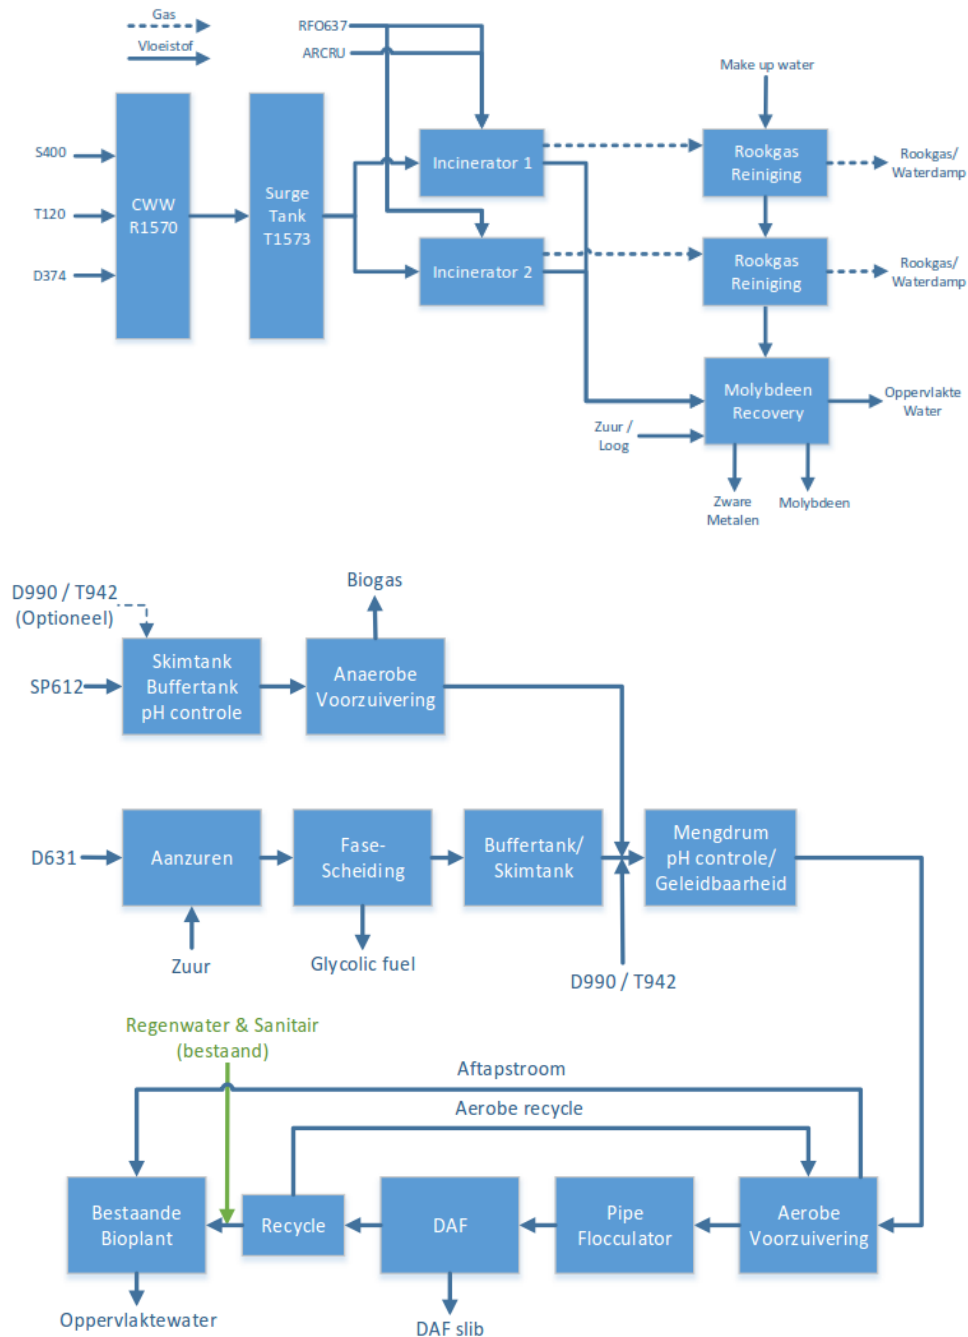 Gas
Vloeistof
RFO637
ARCRU
Make up water
S400
T120
D374
CWW
R1570
Surge
Tank
T1573
Incinerator 1
Incinerator 2
Rookgas
Reiniging
Rookgas/
Waterdamp
Rookgas
Reiniging
Rookgas/
Waterdamp
Molybdeen
Recovery
Oppervlakte
Water
Zuur /
Loog
Zware
Metalen
Molybdeen
D990 / T942
(Optioneel)
Biogas
SP612
Skimtank
Buffertank
pH controle
Anaerobe
Voorzuivering
D631
Aanzuren
Fase-
Scheiding
Buffertank/
Skimtank
Mengdrum
pH controle/
Geleidbaarheid
Zuur
Glycolic fuel
D990 / T942
Regenwater & Sanitair
(bestaand)
Aftapstroom
Aerobe recycle
Bestaande
Bioplant
Recycle
DAF
Pipe
Flocculator
Aerobe
Voorzuivering
Oppervlaktewater
DAF slib